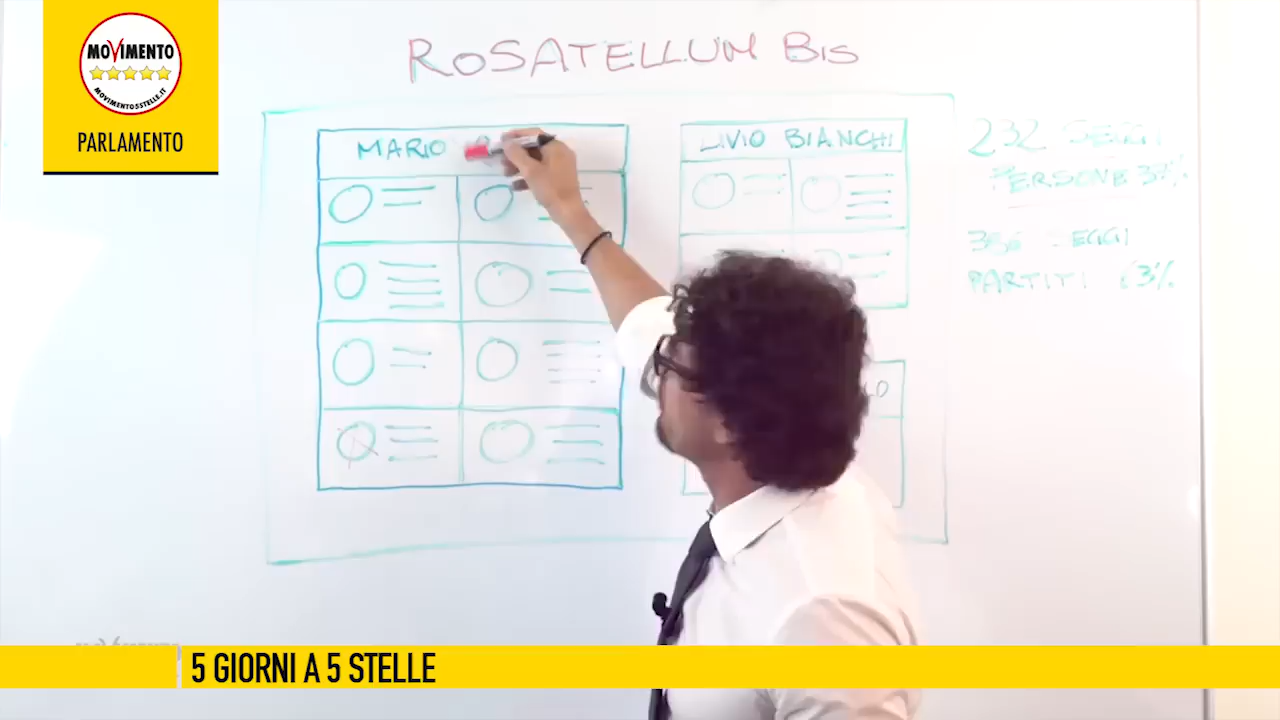 MOVIMENTO
MOVIMENTO5STELLE.IT
PARLAMENTO
ROSATELLUM BIS
MARIO
LIVIO BIANCHI
232 SEGGI
PERSONE 37%
386 SEGGI
PARTITI 63%
5 GIORNI A 5 STELLE